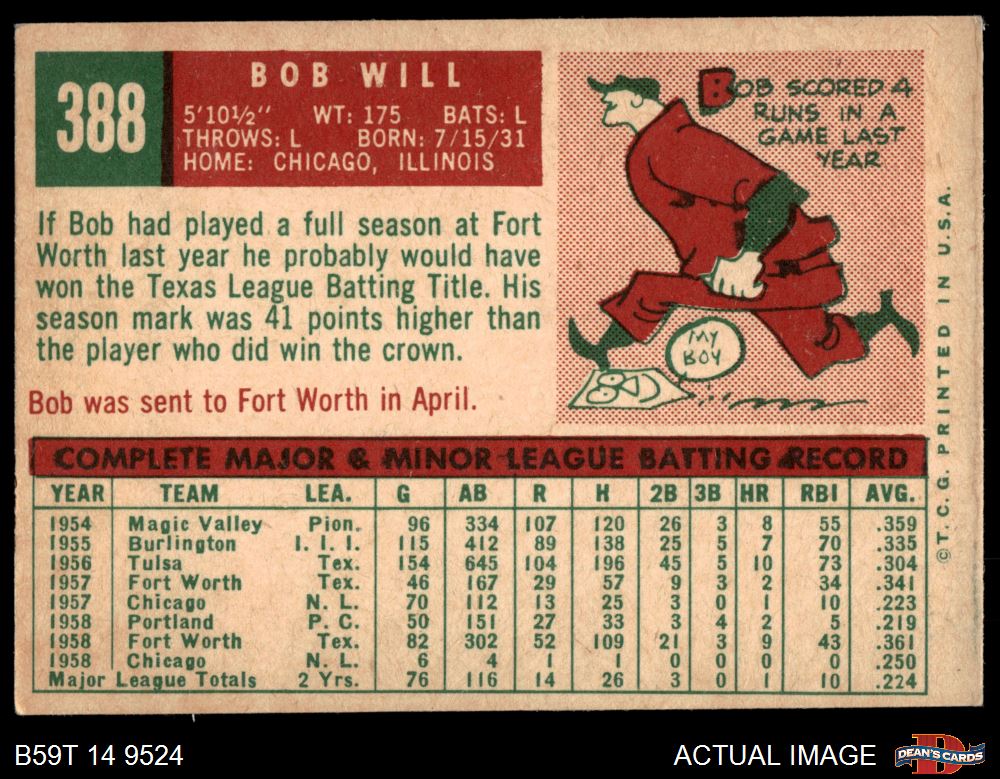 388
BOB WILL
5'10½" WT: 175 BATS: L
THROWS: L BORN: 7/15/31
HOME: CHICAGO, ILLINOIS
BOB SCORED 4
RUNS IN A
GAME LAST
YEAR
MY
BOY
If Bob had played a full season at Fort
Worth last year he probably would have
won the Texas League Batting Title. His
season mark was 41 points higher than
the player who did win the crown.
Bob was sent to Fort Worth in April.
COMPLETE MAJOR & MINOR LEAGUE BATTING RECORD
YEAR TEAM LEA. G AB R H 2B 3B HR RBI AVG.
1954 Magic Valley Pion. 96 334 107 120 26 3 8 55 .359
1955 Burlington I. I. I. 115 412 89 138 25 5 7 70 .335
1956 Tulsa Tex. 154 645 104 196 45 5 10 73 .304
1957 Fort Worth Tex. 46 167 29 57 9 3 2 34 .341
1957 Chicago N. L. 70 112 13 25 3 0 1 10 .223
1958 Portland P. C. 50 151 27 33 3 4 2 5 .219
1958 Fort Worth Tex. 82 302 52 109 21 3 9 43 .361
1958 Chicago N. L. 6 4 1 1 0 0 0 0 .250
Major League Totals 2 Yrs. 76 116 14 26 3 0 1 10 .224
© T. C. G. PRINTED IN U.S.A.
B59T 14 9524
ACTUAL IMAGE
DEAN'S CARDS